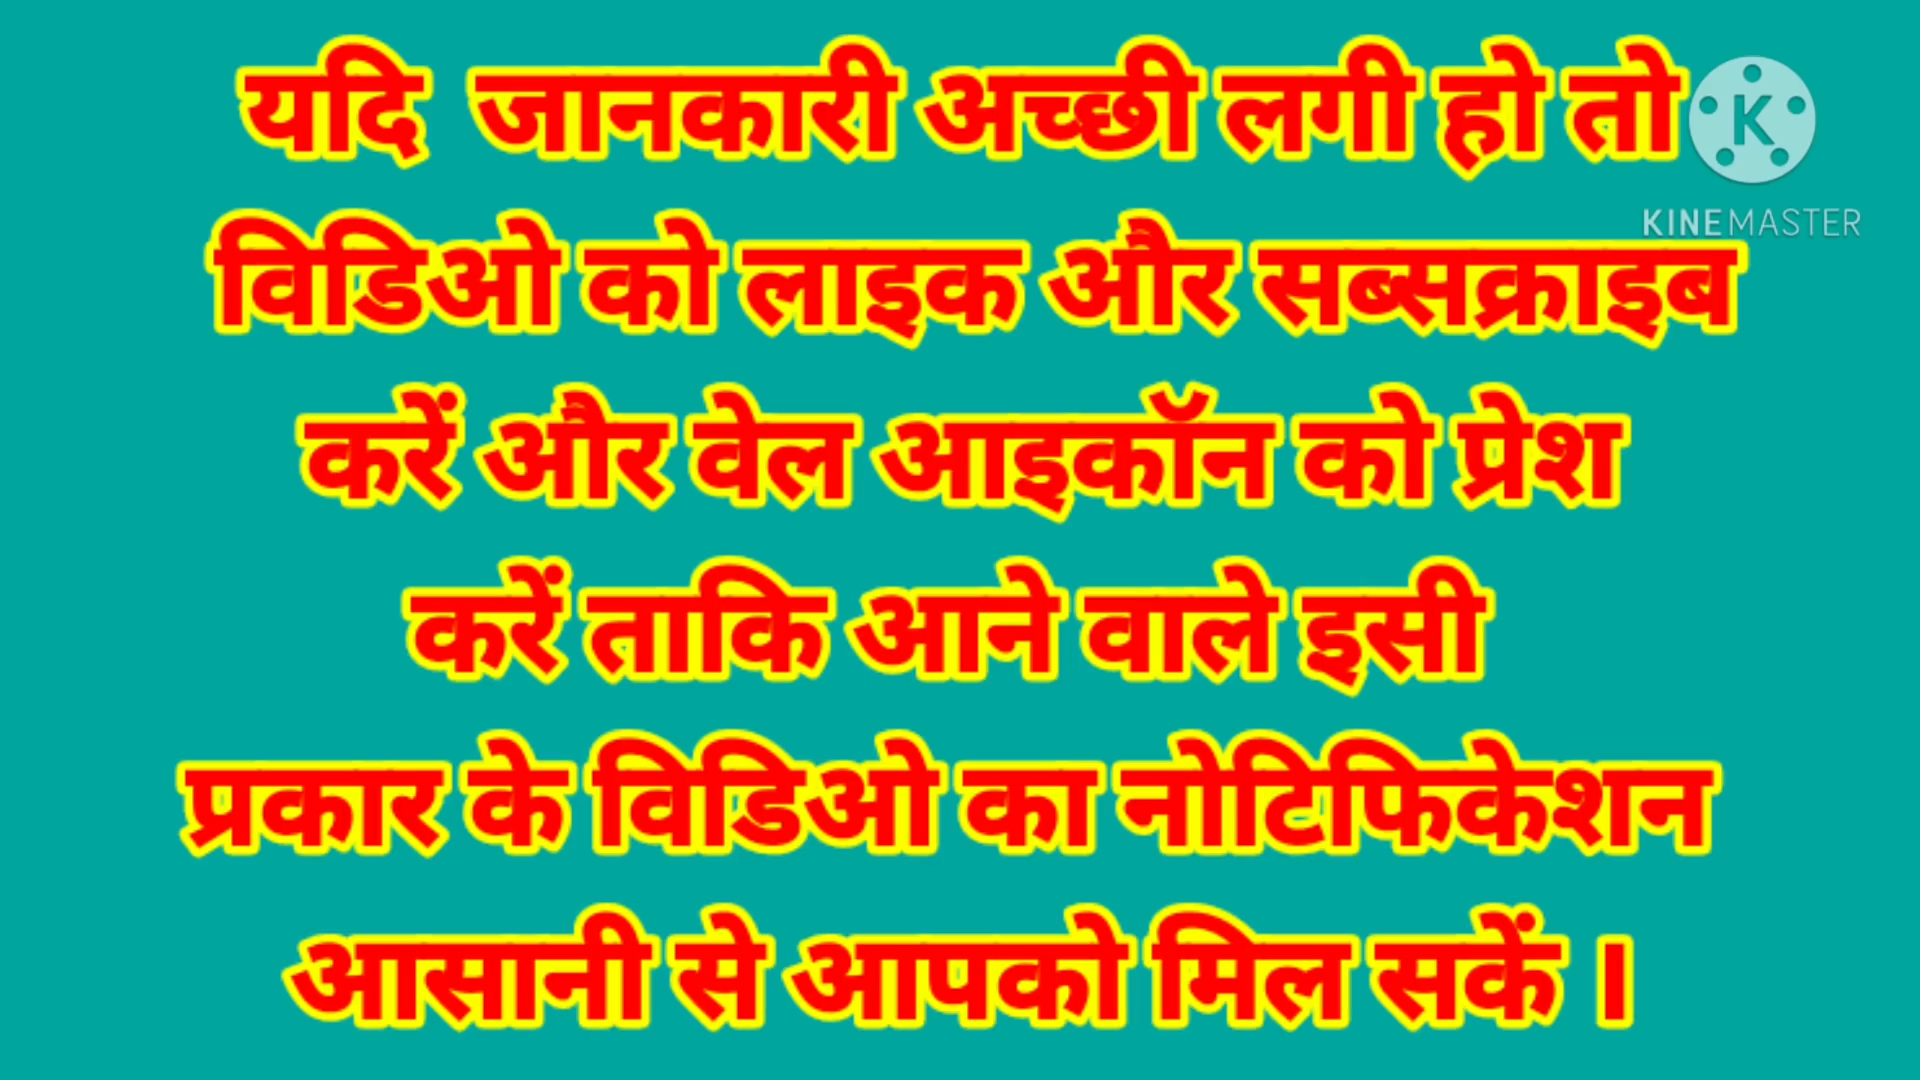 यदि जानकारी अच्छी लगी हो तो
K
KINEMASTER
विडिओ को लाइक और सब्सक्राइब
करें और वेल आइकॉन को प्रेश
करें ताकि आने वाले इसी
प्रकार के विडिओ का नोटिफिकेशन
आसानी से आपको मिल सकें ।